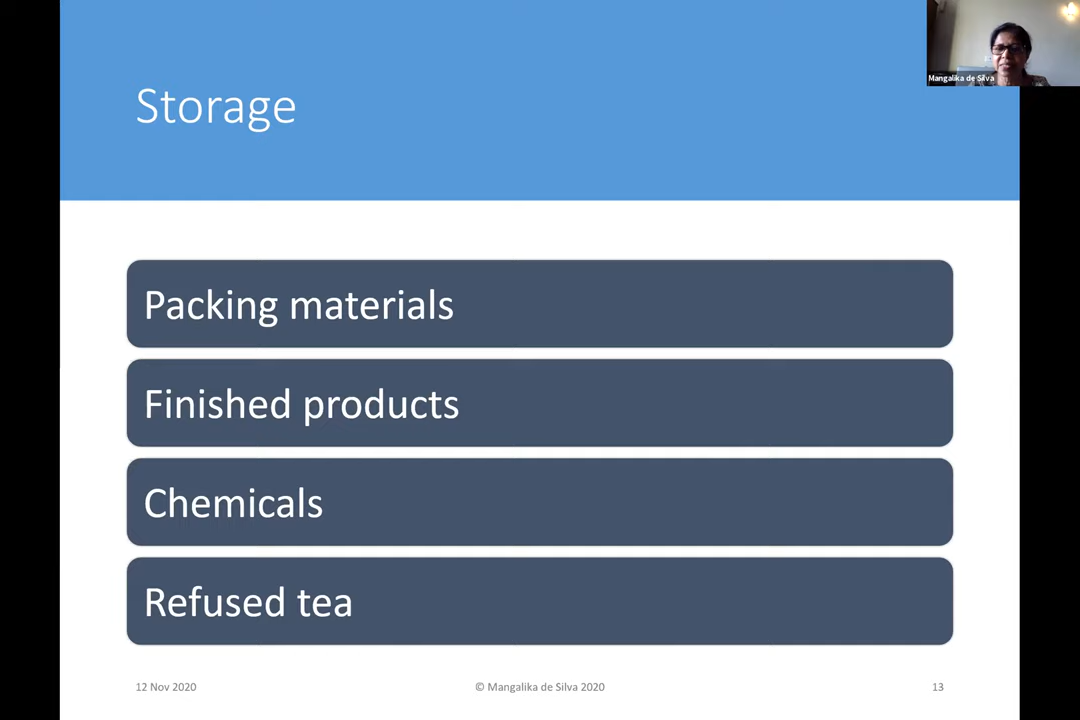 Mangalika de Silva
Storage
Packing materials
Finished products
Chemicals
Refused tea
12 Nov 2020
© Mangalika de Silva 2020
13